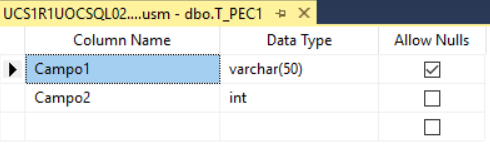 UCS1R1UOCSQL02....usm - dbo.T_PEC1
Column Name Data Type Allow Nulls
Campo1 varchar(50)
Campo2 int